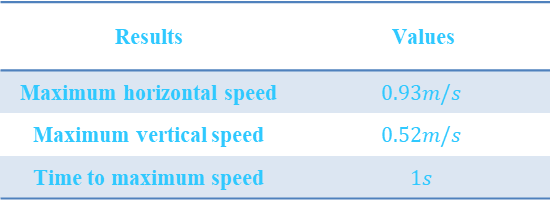 Results Values
Maximum horizontal speed 0.93m/s
Maximum vertical speed 0.52m/s
Time to maximum speed 1s